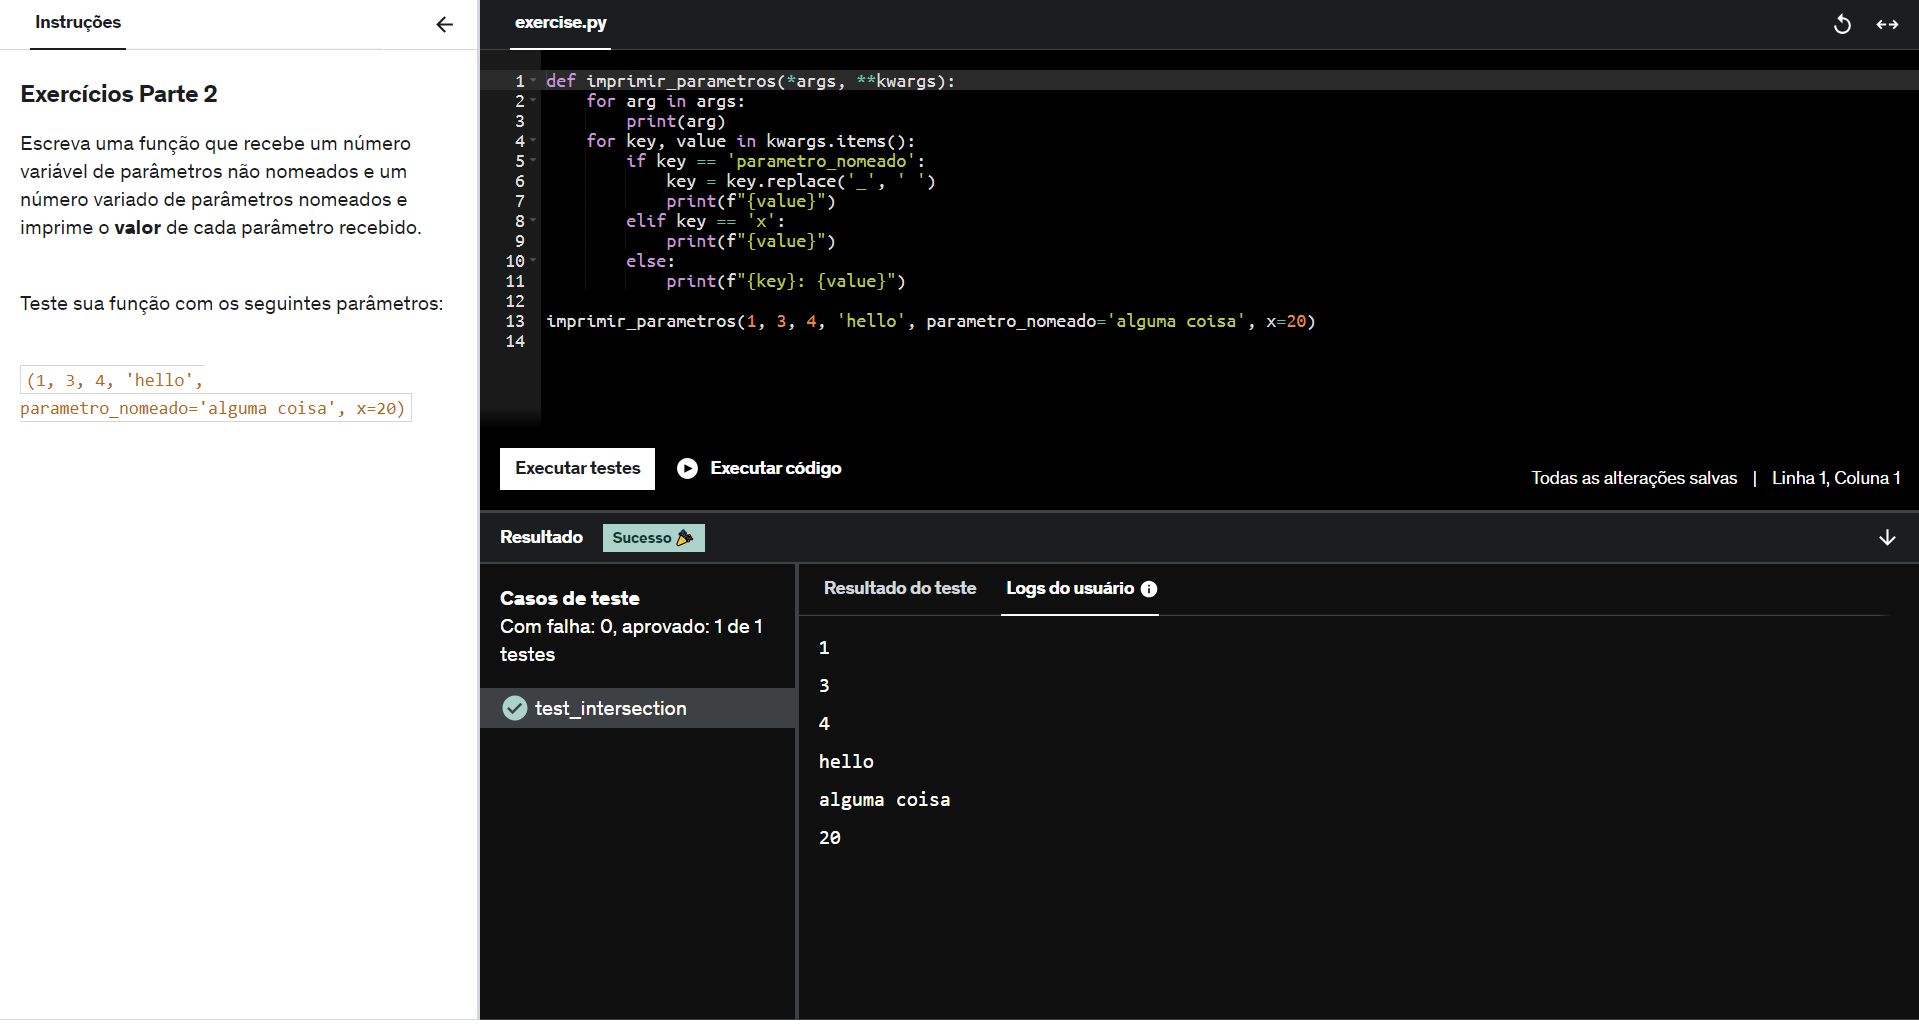 Instruções
Exercícios Parte 2
Escreva uma função que recebe um número
variável de parâmetros não nomeados e um
número variado de parâmetros nomeados e
imprime o valor de cada parâmetro recebido.
Teste sua função com os seguintes parâmetros:
(1, 3, 4, 'hello',
parametro_nomeado='alguma coisa', x=20)
exercise.py
1 def imprimir_parametros(*args, **kwargs):
2     for arg in args:
3         print(arg)
4     for key, value in kwargs.items():
5         if key == 'parametro_nomeado':
6             key = key.replace('_', ' ')
7             print(f"{value}")
8         elif key == 'x':
9             print(f"{value}")
10         else:
11             print(f"{key}: {value}")
12
13 imprimir_parametros(1, 3, 4, 'hello', parametro_nomeado='alguma coisa', x=20)
14
Executar testes
Executar código
Todas as alterações salvas | Linha 1, Coluna 1
Resultado
Sucesso
Casos de teste
Com falha: 0, aprovado: 1 de 1
testes
test_intersection
Resultado do teste
Logs do usuário
1
3
4
hello
alguma coisa
20